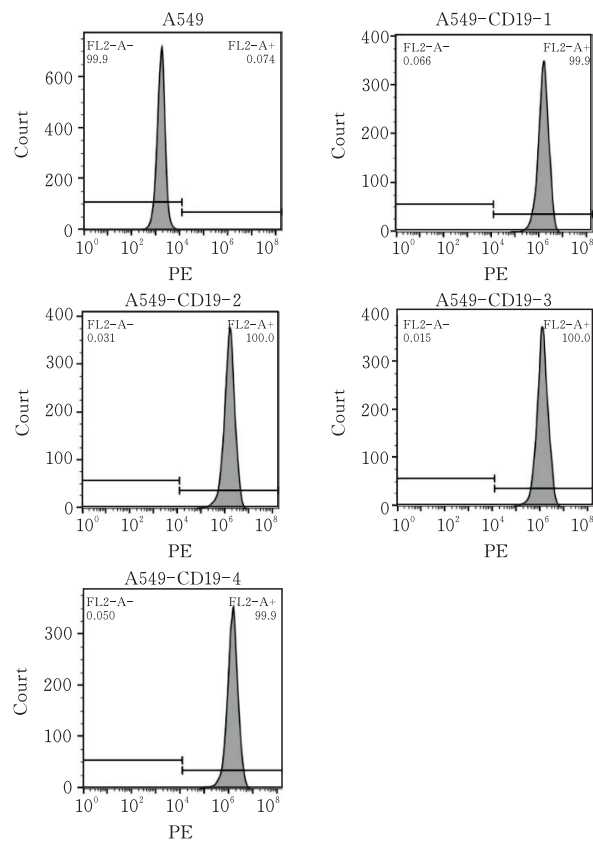 A549
FL2-A- FL2-A+
99.9 0.074
600
400
200
0
Court
10^0 10^2 10^4 10^6 10^8
PE
A549-CD19-1
400
FL2-A- FL2-A+
0.066 99.9
300
200
100
0
Court
10^0 10^2 10^4 10^6 10^8
PE
A549-CD19-2
400
FL2-A- FL2-A+
0.031 100.0
300
200
100
0
Court
10^0 10^2 10^4 10^6 10^8
PE
A549-CD19-3
400
FL2-A- FL2-A+
0.015 100.0
300
200
100
0
Court
10^0 10^2 10^4 10^6 10^8
PE
A549-CD19-4
FL2-A- FL2-A+
0.050 99.9
300
200
100
0
Court
10^0 10^2 10^4 10^6 10^8
PE